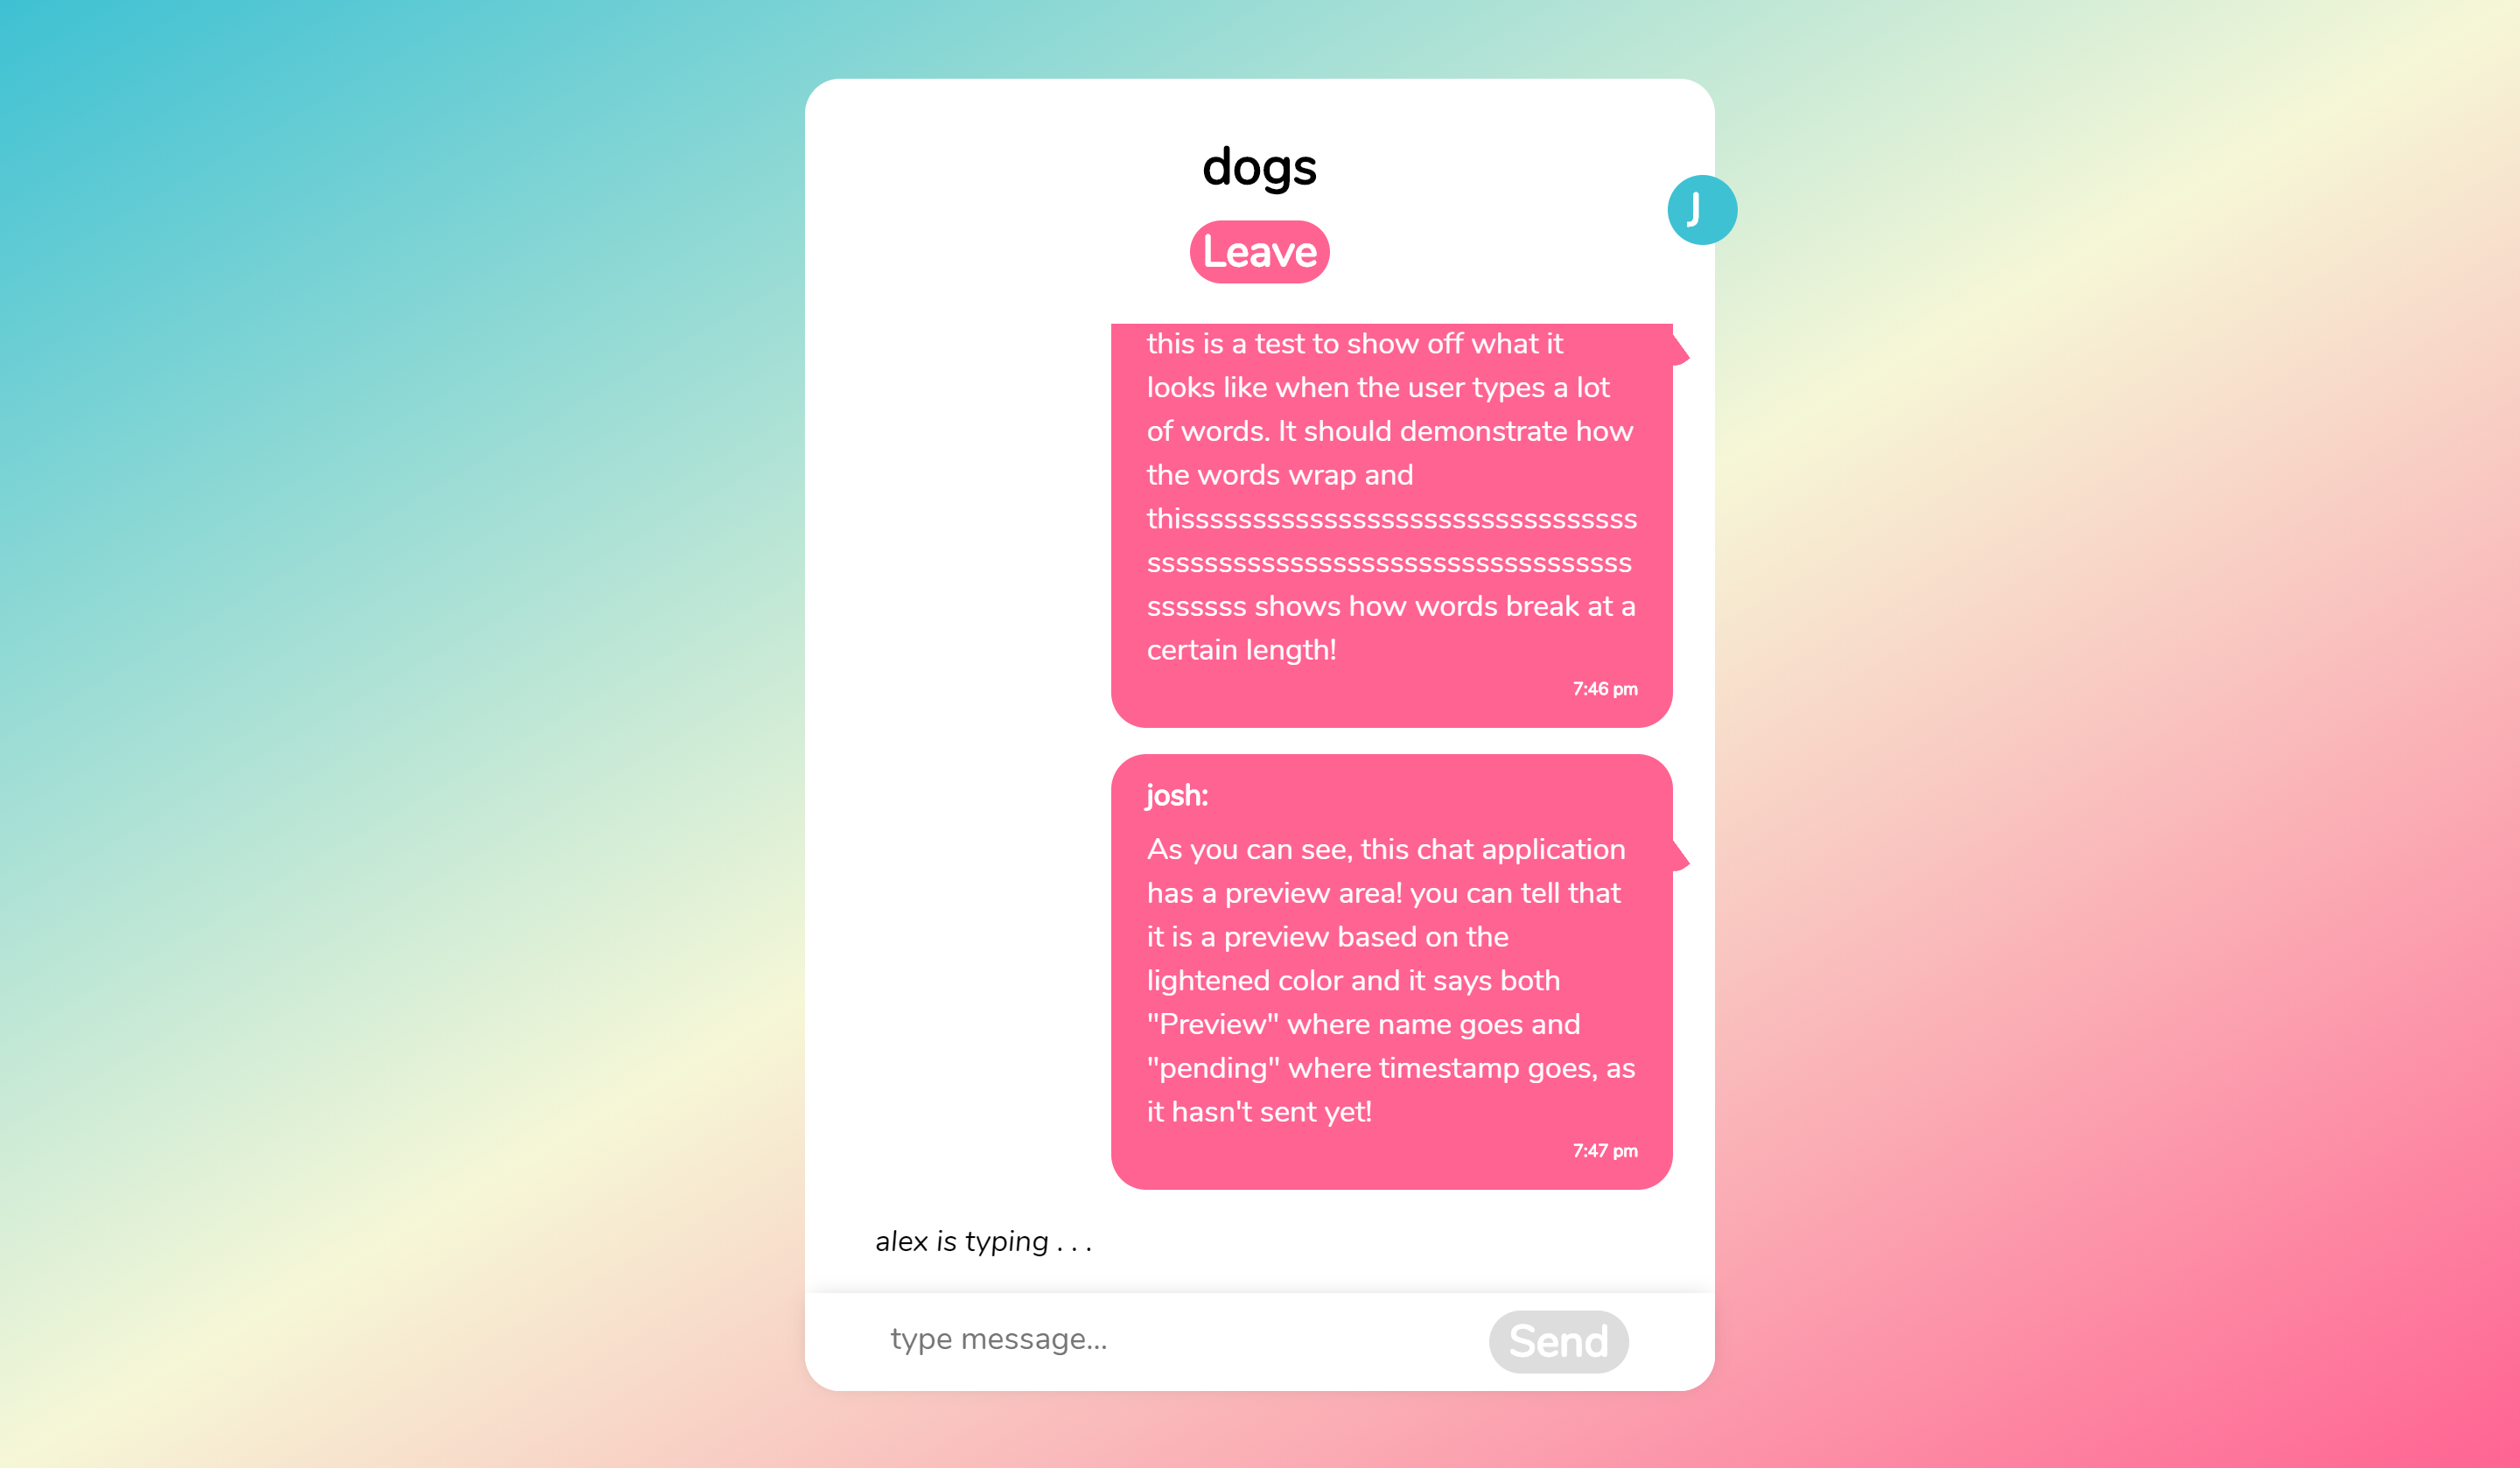 dogs
J
Leave
this is a test to show off what it
looks like when the user types a lot
of words. It should demonstrate how
the words wrap and
thissssssssssssssssssssssssssssssss
ssssssssssssssssssssssssssssssssss
sssssss shows how words break at a
certain length!
7:46 pm
josh:
As you can see, this chat application
has a preview area! you can tell that
it is a preview based on the
lightened color and it says both
"Preview" where name goes and
"pending" where timestamp goes, as
it hasn't sent yet!
7:47 pm
alex is typing . . .
type message...
Send